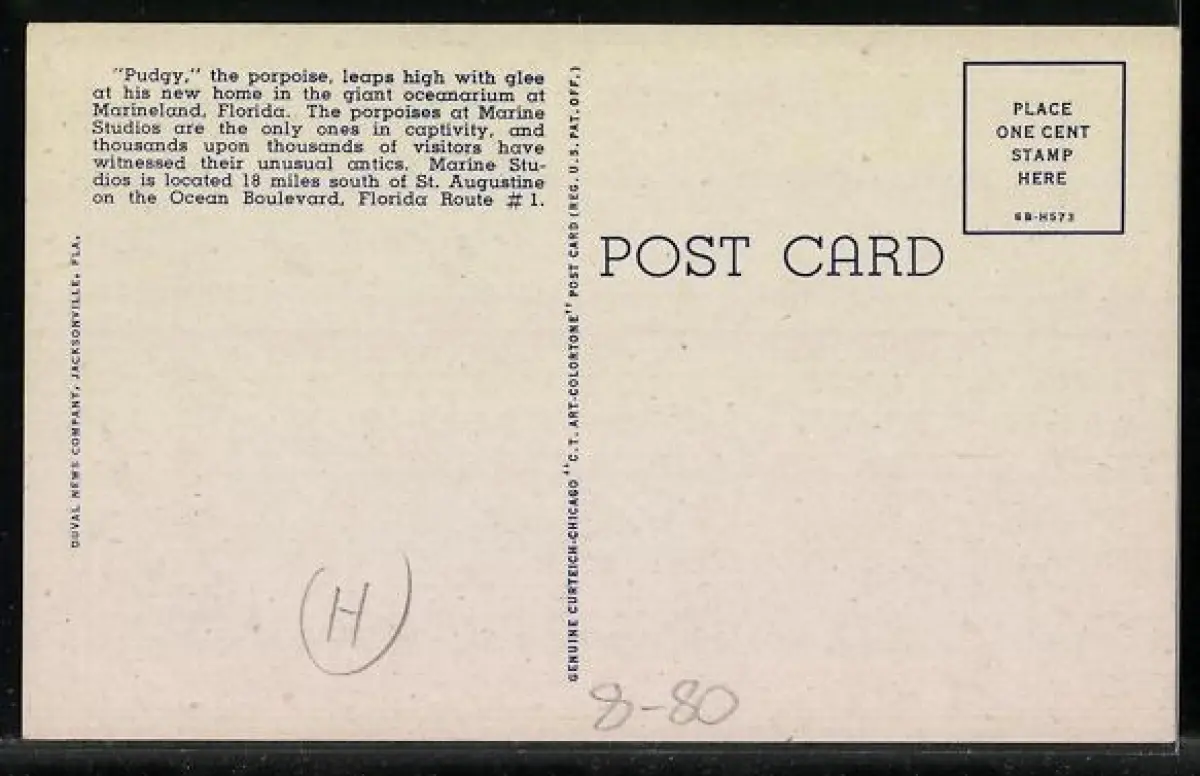 "Pudgy," the porpoise, leaps high with glee
at his new home in the giant oceanarium at
Marineland, Florida. The porpoises at Marine
Studios are the only ones in captivity, and
thousands upon thousands of visitors have
witnessed their unusual antics. Marine Stu-
dios is located 18 miles south of St. Augustine
on the Ocean Boulevard, Florida Route # 1.
DUVAL NEWS COMPANY, JACKSONVILLE, FLA.
GENUINE CURTEICH-CHICAGO "C. T. ART-COLORTONE" POST CARD (REG. U. S. PAT. OFF.)
POST CARD
PLACE
ONE CENT
STAMP
HERE
6B-H573
H
8-80